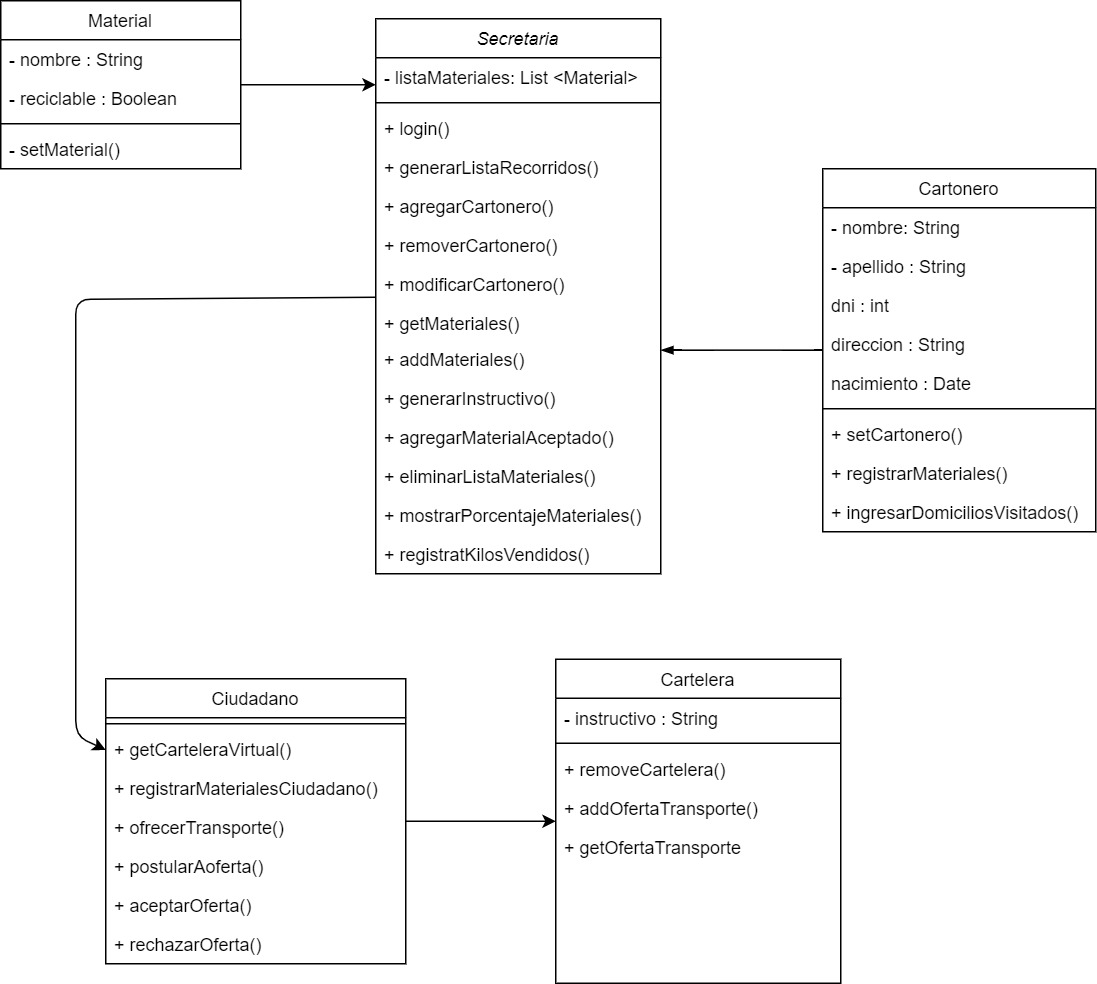 Material
- nombre : String
- reciclable : Boolean
- setMaterial()
Secretaria
- listaMateriales: List <Material>
+ login()
+ generarListaRecorridos()
+ agregarCartonero()
+ removerCartonero()
+ modificarCartonero()
+ getMateriales()
+ addMateriales()
+ generarInstructivo()
+ agregarMaterialAceptado()
+ eliminarListaMateriales()
+ mostrarPorcentajeMateriales()
+ registratKilosVendidos()
Cartonero
- nombre: String
- apellido : String
dni : int
direccion : String
nacimiento : Date
+ setCartonero()
+ registrarMateriales()
+ ingresarDomiciliosVisitados()
Ciudadano
+ getCarteleraVirtual()
+ registrarMaterialesCiudadano()
+ ofrecerTransporte()
+ postularAoferta()
+ aceptarOferta()
+ rechazarOferta()
Cartelera
- instructivo : String
+ removeCartelera()
+ addOfertaTransporte()
+ getOfertaTransporte